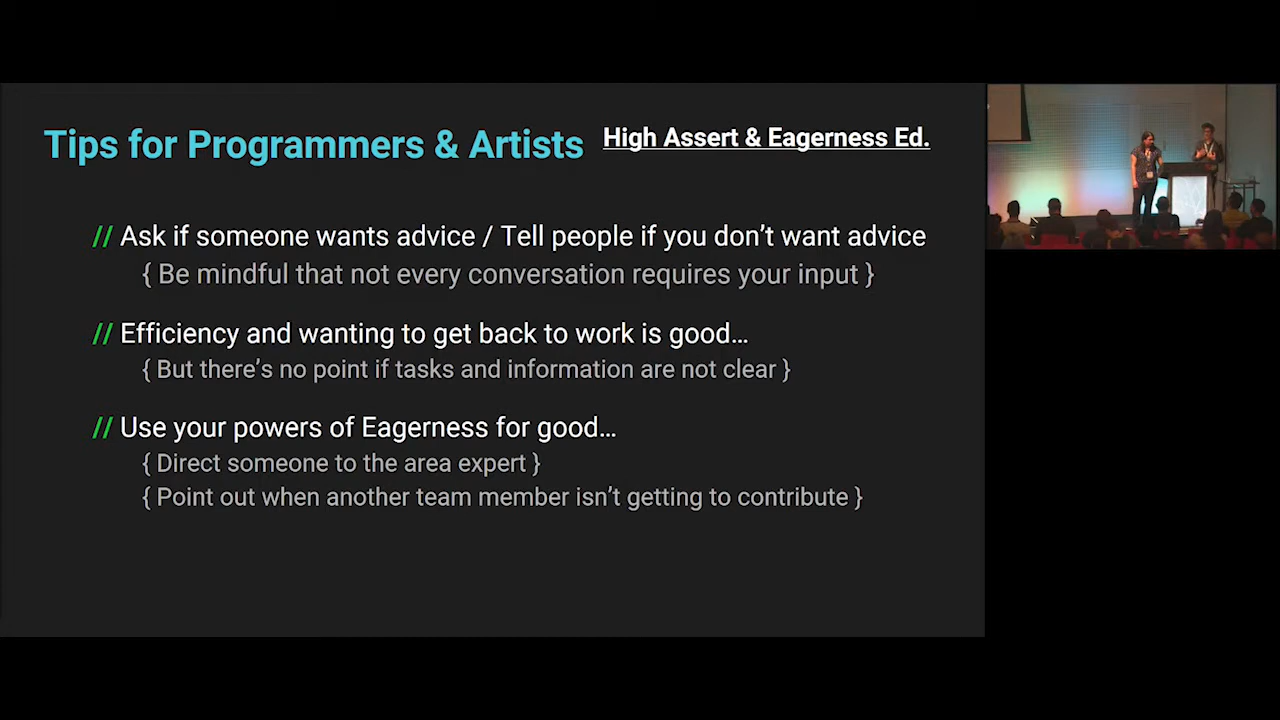 Tips for Programmers & Artists High Assert & Eagerness Ed.
// Ask if someone wants advice / Tell people if you don’t want advice
{ Be mindful that not every conversation requires your input }
// Efficiency and wanting to get back to work is good…
{ But there’s no point if tasks and information are not clear }
// Use your powers of Eagerness for good…
{ Direct someone to the area expert }
{ Point out when another team member isn’t getting to contribute }